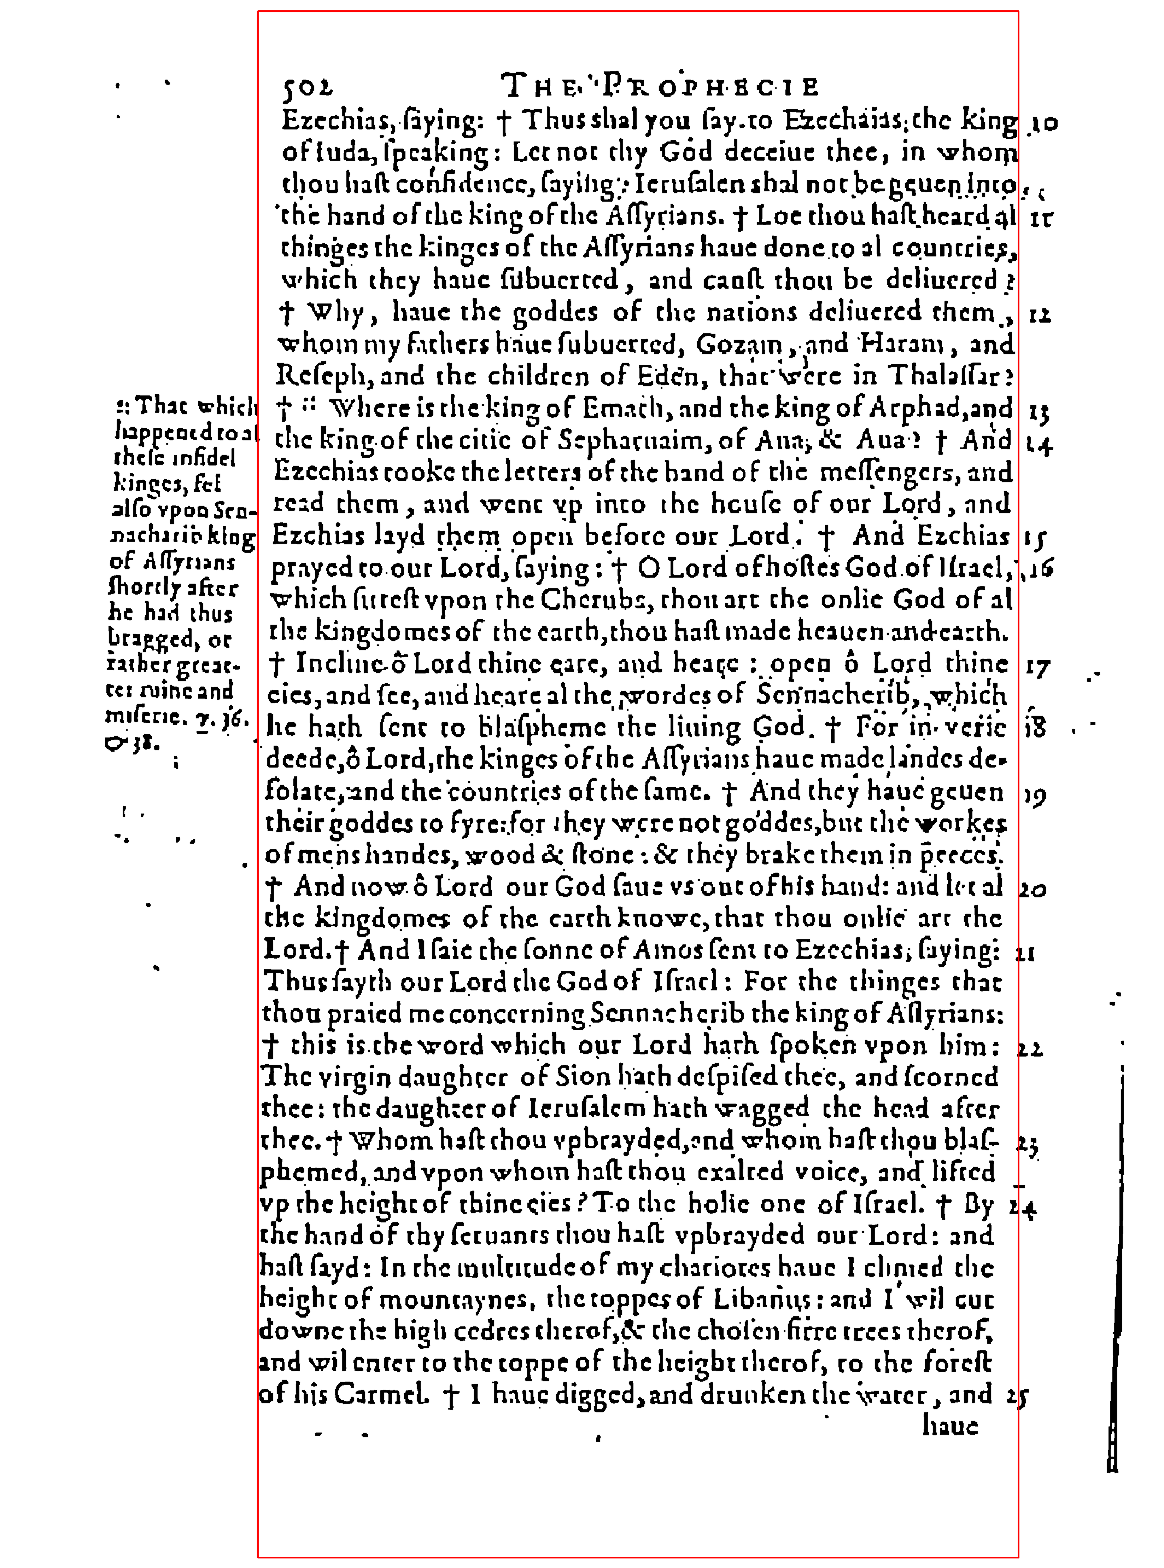 502 THE PROPHECIE
Ezechias, ſaying: † Thus shal you ſay to Ezechaias the king 10
of Iuda, ſpeaking: Let not thy God deceiue thee, in whom
thou haſt confidence, ſaying: Ieruſalen shal not be geuen into
the hand of the king of the Aſſyrians. † Loe thou haſt heard al 11
thinges the kinges of the Aſſyrians haue done to al countries,
which they haue ſubuerted, and canſt thou be deliuered?
† Why, haue the goddes of the nations deliuered them, 12
whom my fathers haue ſubuerted, Gozam, and Haram, and
Reſeph, and the children of Eden, that were in Thalaſſar?
† :: Where is the king of Emath, and the king of Arphad, and 13
the king of the citie of Sepharuaim, of Ana, & Aua? † And 14
Ezechias tooke the letters of the hand of the meſſengers, and
read them, and went vp into the houſe of our Lord, and
Ezchias layd them open before our Lord. † And Ezchias 15
prayed to our Lord, ſaying: † O Lord of hoſtes God of Iſrael, 16
which ſitteſt vpon the Cherubs, thou art the onlie God of al
the kingdomes of the earth, thou haſt made heauen and earth.
† Incline ô Lord thine eare, and heare: open ô Lord thine 17
eies, and ſee, and heare al the wordes of Sennacherib, which
he hath ſent to blaſpheme the liuing God. † For in verie 18
deede, ô Lord, the kinges of the Aſſyrians haue made landes de-
ſolate, and the countries of the ſame. † And they haue geuen 19
their goddes to fyre: for they were not goddes, but the workes
of mens handes, wood & ſtone: & they brake them in peeces.
† And now ô Lord our God ſaue vs out of his hand: and let al 20
the kingdomes of the earth knowe, that thou onlie art the
Lord. † And Iſaie the ſonne of Amos ſent to Ezechias, ſaying: 21
Thus ſayth our Lord the God of Iſrael: For the thinges that
thou praied me concerning Sennacherib the king of Aſſyrians:
† this is the word which our Lord hath ſpoken vpon him: 22
The virgin daughter of Sion hath deſpiſed thee, and ſcorned
thee: the daughter of Ieruſalem hath wagged the head after
thee. † Whom haſt thou vpbrayded, and whom haſt thou blaſ- 23
phemed, and vpon whom haſt thou exalted voice, and lifted
vp the height of thine eies? To the holie one of Iſrael. † By 24
the hand of thy ſeruants thou haſt vpbrayded our Lord: and
haſt ſayd: In the multitude of my chariotes haue I climed the
height of mountaynes, the toppes of Libanus: and I wil cut
downe the high cedres therof, & the choſen firre trees therof,
and wil enter to the toppe of the height therof, to the foreſt
of his Carmel. † I haue digged, and drunken the water, and 25
haue
:: That which
happened to al
theſe infidel
kinges, fel
alſo vpon Sen-
nacharib king
of Aſſyrians
ſhortly after
he had thus
bragged, or
rather great-
ter ruine and
miſerie. v. 36.
& 38.